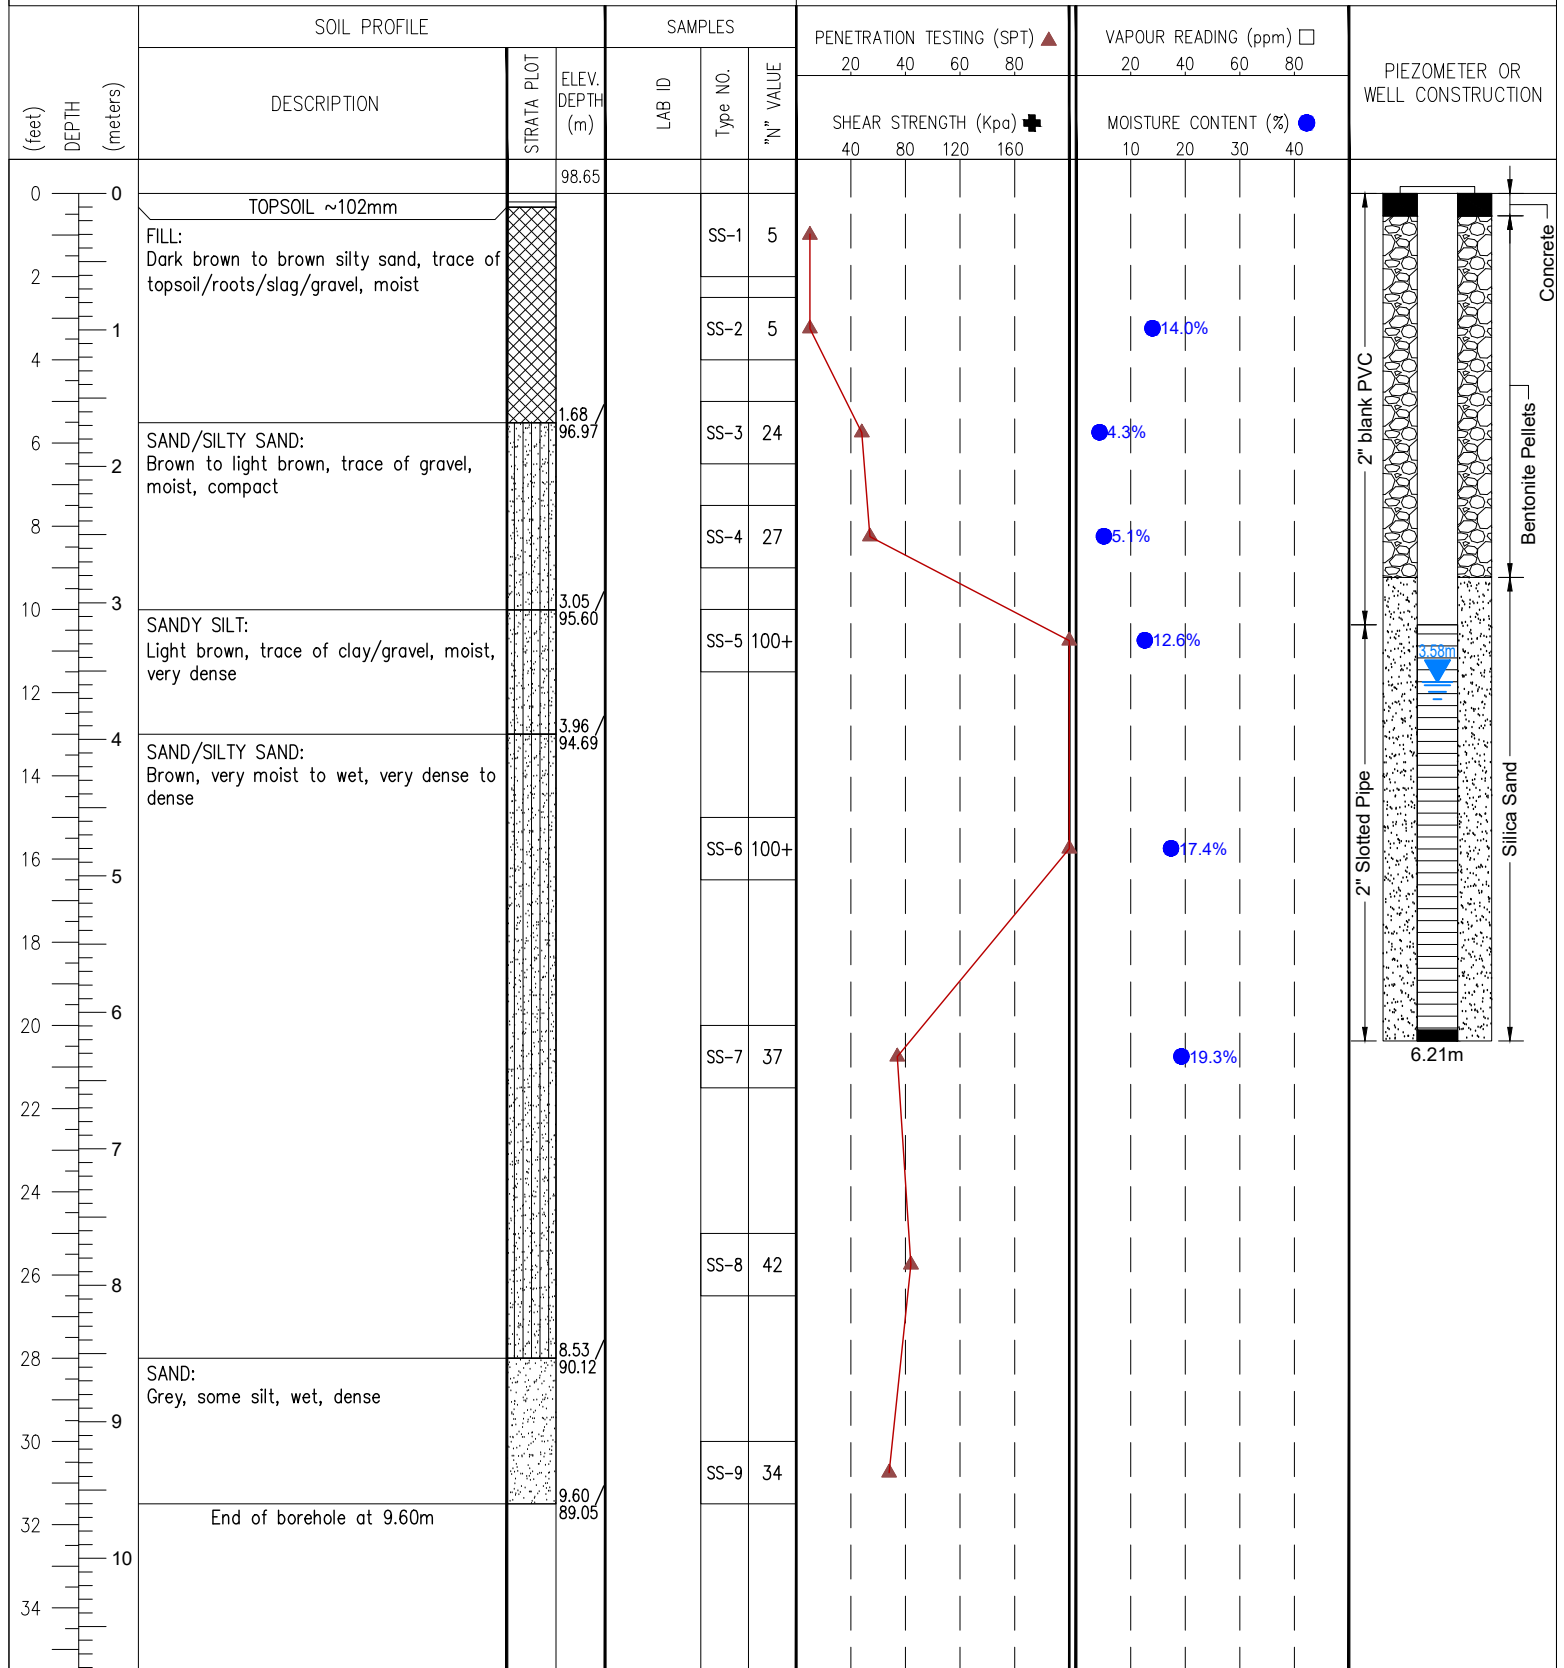 SOIL PROFILE
SAMPLES
PENETRATION TESTING (SPT)
20 40 60 80
SHEAR STRENGTH (Kpa)
40 80 120 160
VAPOUR READING (ppm)
20 40 60 80
MOISTURE CONTENT (%)
10 20 30 40
PIEZOMETER OR
WELL CONSTRUCTION
(feet)
DEPTH
(meters)
DESCRIPTION
STRATA PLOT
ELEV.
DEPTH
(m)
LAB ID
Type NO.
"N" VALUE
98.65
0 0
TOPSOIL ~102mm
FILL:
Dark brown to brown silty sand, trace of
topsoil/roots/slag/gravel, moist
SS-1 5
2
1
SS-2 5
14.0%
4
1.68
96.97
SAND/SILTY SAND:
Brown to light brown, trace of gravel,
moist, compact
SS-3 24
4.3%
6
2
8
SS-4 27
5.1%
10 3
3.05
95.60
SANDY SILT:
Light brown, trace of clay/gravel, moist,
very dense
SS-5 100+
12.6%
12
3.96
94.69
4
SAND/SILTY SAND:
Brown, very moist to wet, very dense to
dense
14
16
SS-6 100+
17.4%
5
18
6
20
SS-7 37
19.3%
22
7
24
SS-8 42
26
8
8.53
90.12
28
SAND:
Grey, some silt, wet, dense
9
30
SS-9 34
9.60
89.05
End of borehole at 9.60m
32
10
34
Concrete
2" blank PVC
Bentonite Pellets
3.58m
2" Slotted Pipe
Silica Sand
6.21m